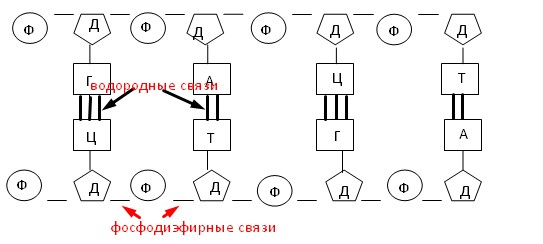 Ф Д Ф Д Ф Д Ф Д
Г А Ц Т
водородные связи
Ц Т Г А
Ф Д Ф Д Ф Д Ф Д
фосфодиэфирные связи